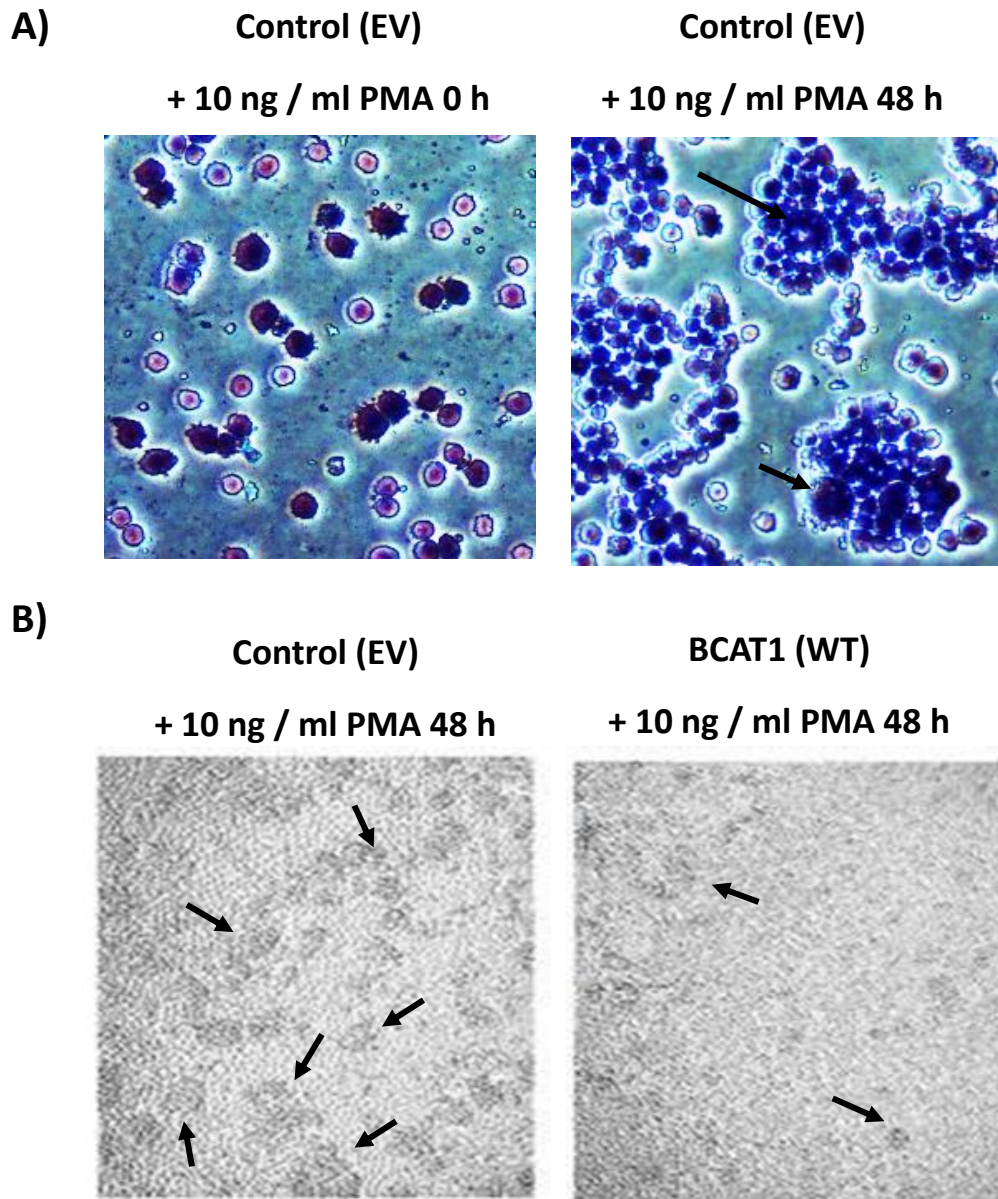 A)
Control (EV)
+ 10 ng / ml PMA 0 h
Control (EV)
+ 10 ng / ml PMA 48 h
B)
Control (EV)
+ 10 ng / ml PMA 48 h
BCAT1 (WT)
+ 10 ng / ml PMA 48 h